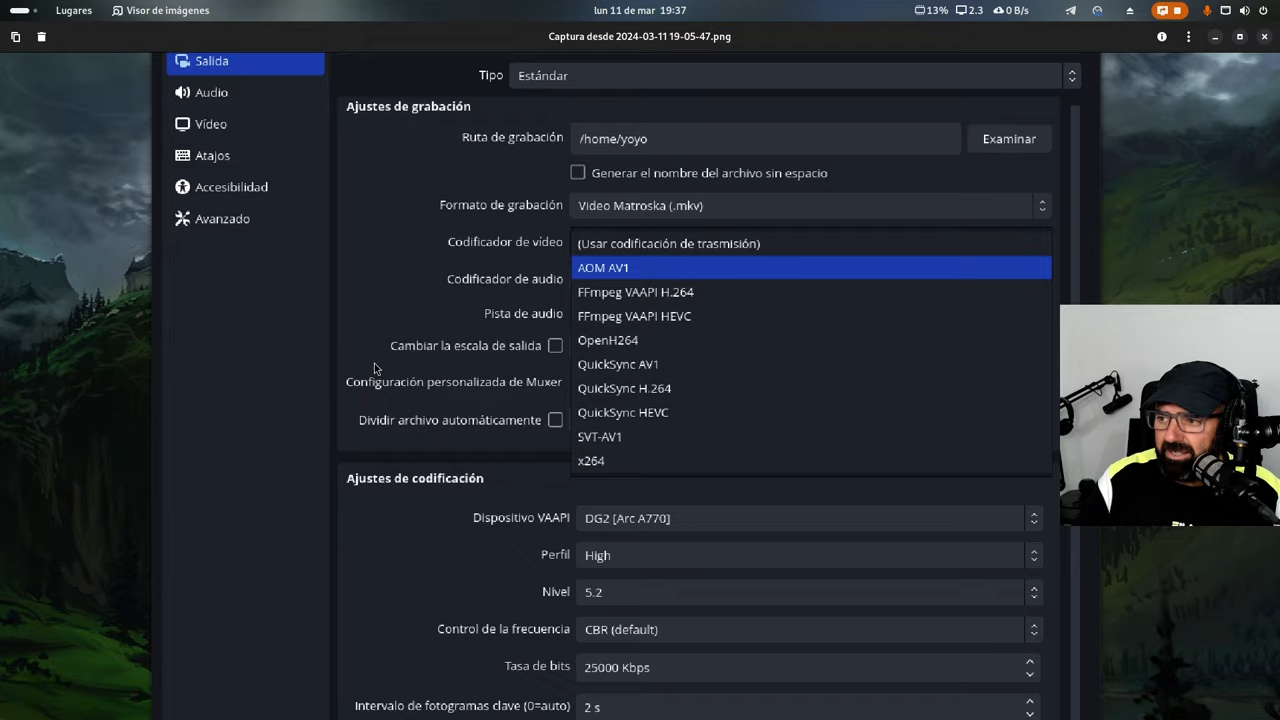 Lugares Visor de imágenes lun 11 de mar 19:37 13% 2.3 0 B/s
Captura desde 2024-03-11 19-05-47.png
Salida
Tipo Estándar
Audio
Ajustes de grabación
Vídeo
Ruta de grabación /home/yoyo Examinar
Atajos
Generar el nombre del archivo sin espacio
Accesibilidad
Formato de grabación Video Matroska (.mkv)
Avanzado
Codificador de vídeo (Usar codificación de trasmisión)
AOM AV1
Codificador de audio
FFmpeg VAAPI H.264
Pista de audio FFmpeg VAAPI HEVC
Cambiar la escala de salida OpenH264
QuickSync AV1
Configuración personalizada de Muxer QuickSync H.264
Dividir archivo automáticamente QuickSync HEVC
SVT-AV1
x264
Ajustes de codificación
Dispositivo VAAPI DG2 [Arc A770]
Perfil High
Nivel 5.2
Control de la frecuencia CBR (default)
Tasa de bits 25000 Kbps
Intervalo de fotogramas clave (0=auto) 2 s